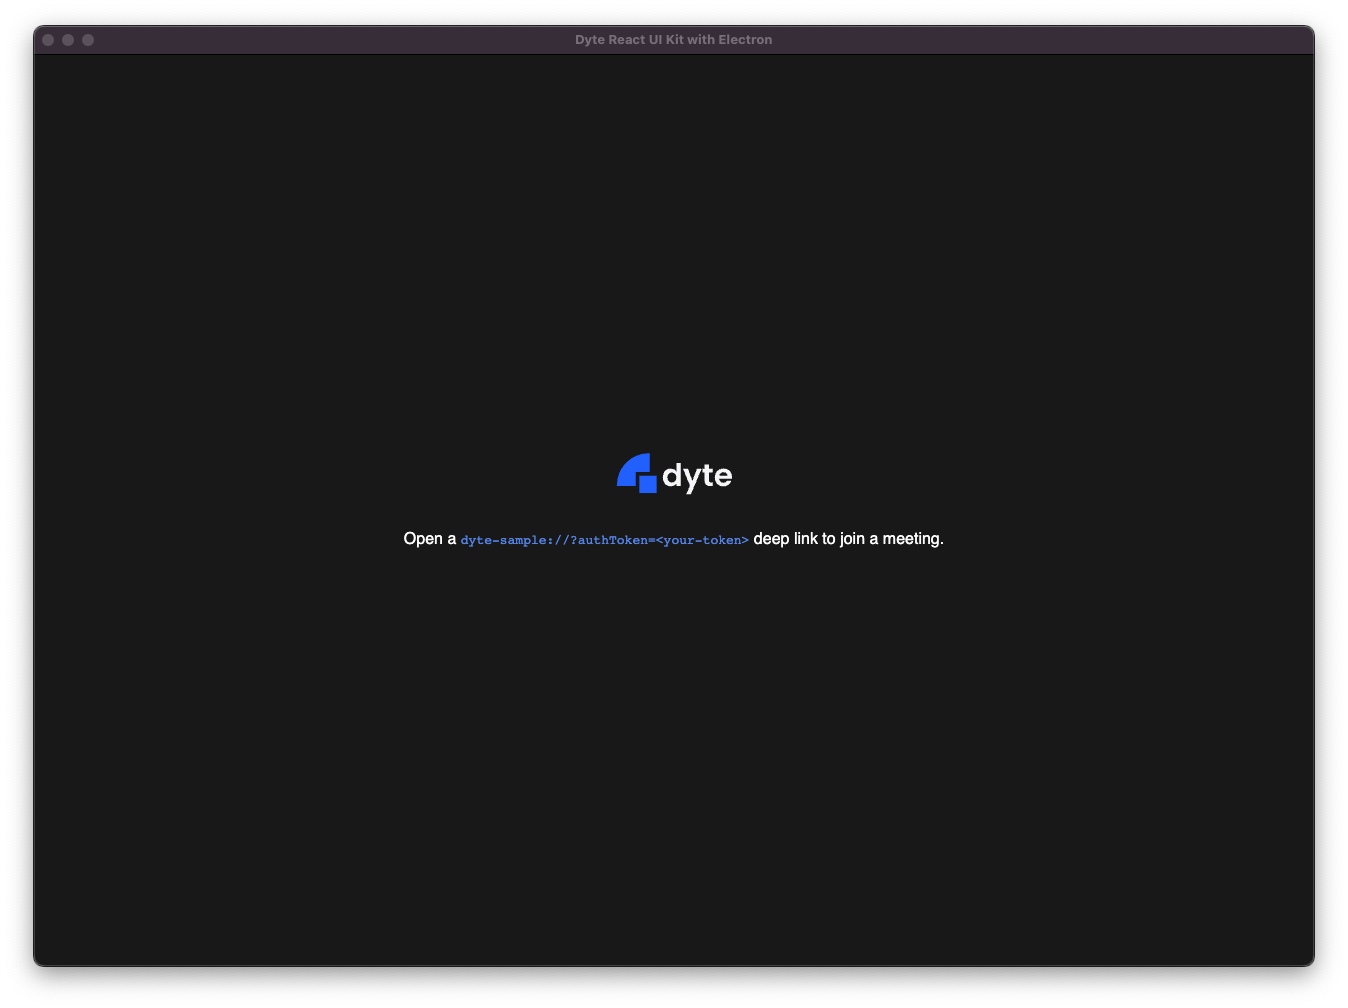 Dyte React UI Kit with Electron
dyte
Open a dyte-sample://?authToken=<your-token> deep link to join a meeting.